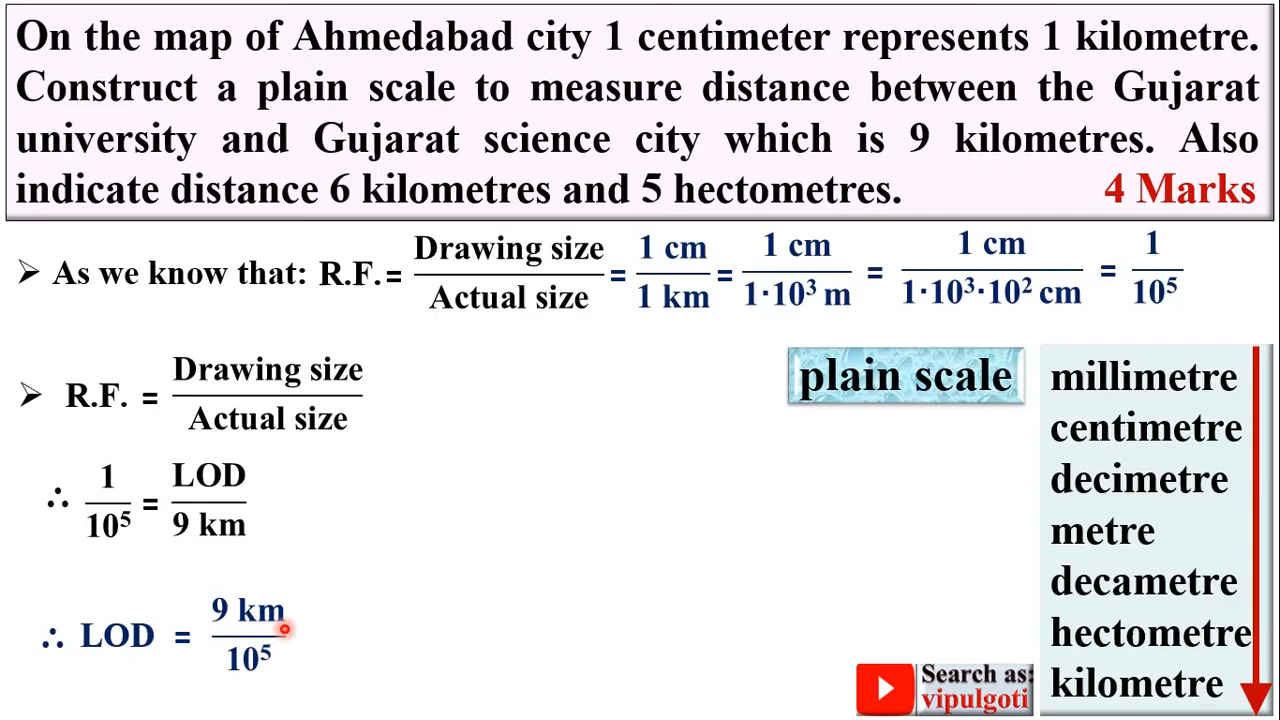 On the map of Ahmedabad city 1 centimeter represents 1 kilometre.
Construct a plain scale to measure distance between the Gujarat
university and Gujarat science city which is 9 kilometres. Also
indicate distance 6 kilometres and 5 hectometres. 4 Marks
➢ As we know that: R.F. = Drawing size / Actual size = 1 cm / 1 km = 1·10³ m / 1 cm = 1 cm / 1·10³·10² cm = 1 / 10⁵
➢ R.F. = Drawing size / Actual size
∴ 1 / 10⁵ = LOD / 9 km
∴ LOD = 9 km / 10⁵
plain scale
millimetre
centimetre
decimetre
metre
decametre
hectometre
kilometre
Search as:
vipulgoti